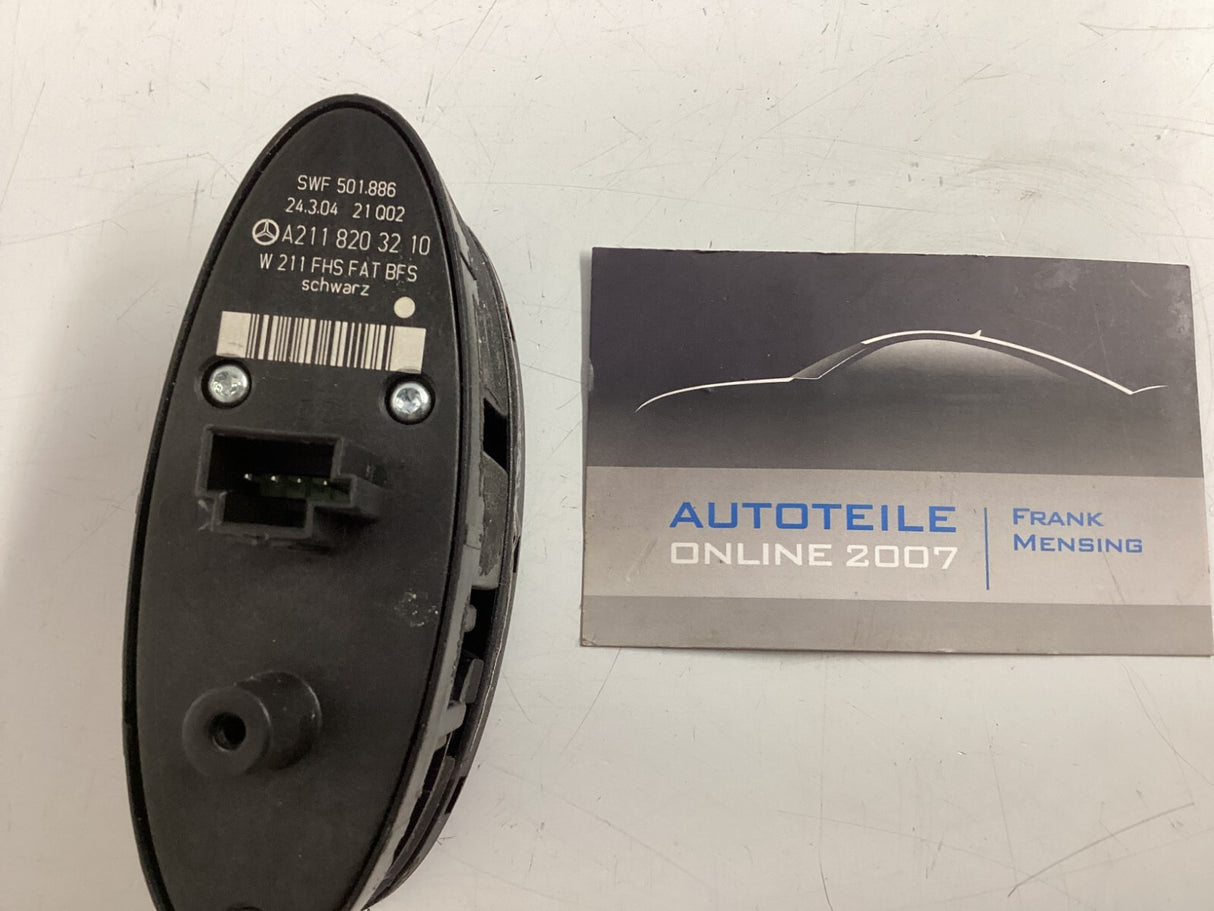 SWF 501.886
24.3.04 21 Q02
A211 820 32 10
W 211 FHS FAT BFS
schwarz
AUTOTEILE
ONLINE 2007
FRANK
MENSING